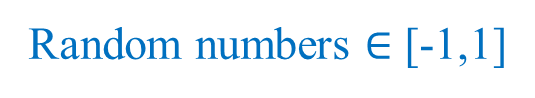 Random numbers ∈ [-1,1]